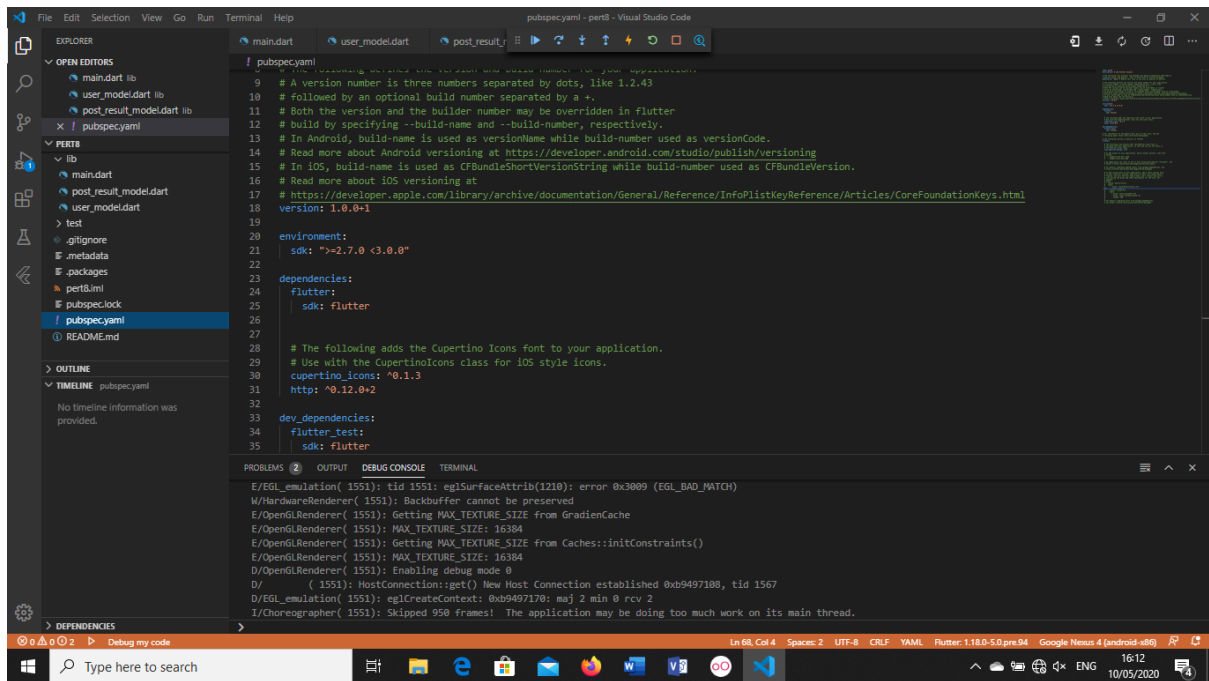 File Edit Selection View Go Run Terminal Help
pubspec.yaml - pert8 - Visual Studio Code
EXPLORER
OPEN EDITORS
main.dart lib
user_model.dart lib
post_result_model.dart lib
pubspec.yaml
PERT8
lib
main.dart
post_result_model.dart
user_model.dart
test
.gitignore
.metadata
.packages
pert8.iml
pubspec.lock
pubspec.yaml
README.md
OUTLINE
TIMELINE pubspec.yaml
No timeline information was
provided.
DEPENDENCIES
main.dart user_model.dart post_result_r
pubspec.yaml
8 # The following defines the version and build number for your application.
9 # A version number is three numbers separated by dots, like 1.2.43
10 # followed by an optional build number separated by a +.
11 # Both the version and the builder number may be overridden in flutter
12 # build by specifying --build-name and --build-number, respectively.
13 # In Android, build-name is used as versionName while build-number used as versionCode.
14 # Read more about Android versioning at https://developer.android.com/studio/publish/versioning
15 # In iOS, build-name is used as CFBundleShortVersionString while build-number used as CFBundleVersion.
16 # Read more about iOS versioning at
17 # https://developer.apple.com/library/archive/documentation/General/Reference/InfoPlistKeyReference/Articles/CoreFoundationKeys.html
18 version: 1.0.0+1
19
20 environment:
21 sdk: ">=2.7.0 <3.0.0"
22
23 dependencies:
24 flutter:
25 sdk: flutter
26
27
28 # The following adds the Cupertino Icons font to your application.
29 # Use with the CupertinoIcons class for iOS style icons.
30 cupertino_icons: ^0.1.3
31 http: ^0.12.0+2
32
33 dev_dependencies:
34 flutter_test:
35 sdk: flutter
PROBLEMS 2 OUTPUT DEBUG CONSOLE TERMINAL
E/EGL_emulation( 1551): tid 1551: eglSurfaceAttrib(1210): error 0x3009 (EGL_BAD_MATCH)
W/HardwareRenderer( 1551): Backbuffer cannot be preserved
E/OpenGLRenderer( 1551): Getting MAX_TEXTURE_SIZE from GradienCache
E/OpenGLRenderer( 1551): MAX_TEXTURE_SIZE: 16384
E/OpenGLRenderer( 1551): Getting MAX_TEXTURE_SIZE from Caches::initConstraints()
E/OpenGLRenderer( 1551): MAX_TEXTURE_SIZE: 16384
D/OpenGLRenderer( 1551): Enabling debug mode 0
D/ ( 1551): HostConnection::get() New Host Connection established 0xb9497108, tid 1567
D/EGL_emulation( 1551): eglCreateContext: 0xb9497170: maj 2 min 0 rcv 2
I/Choreographer( 1551): Skipped 950 frames! The application may be doing too much work on its main thread.
0 0 2 Debug my code
Ln 68, Col 4 Spaces: 2 UTF-8 CRLF YAML Flutter: 1.18.0-5.0.pre.94 Google Nexus 4 (android-x86)
Type here to search
ENG
16:12
10/05/2020
4